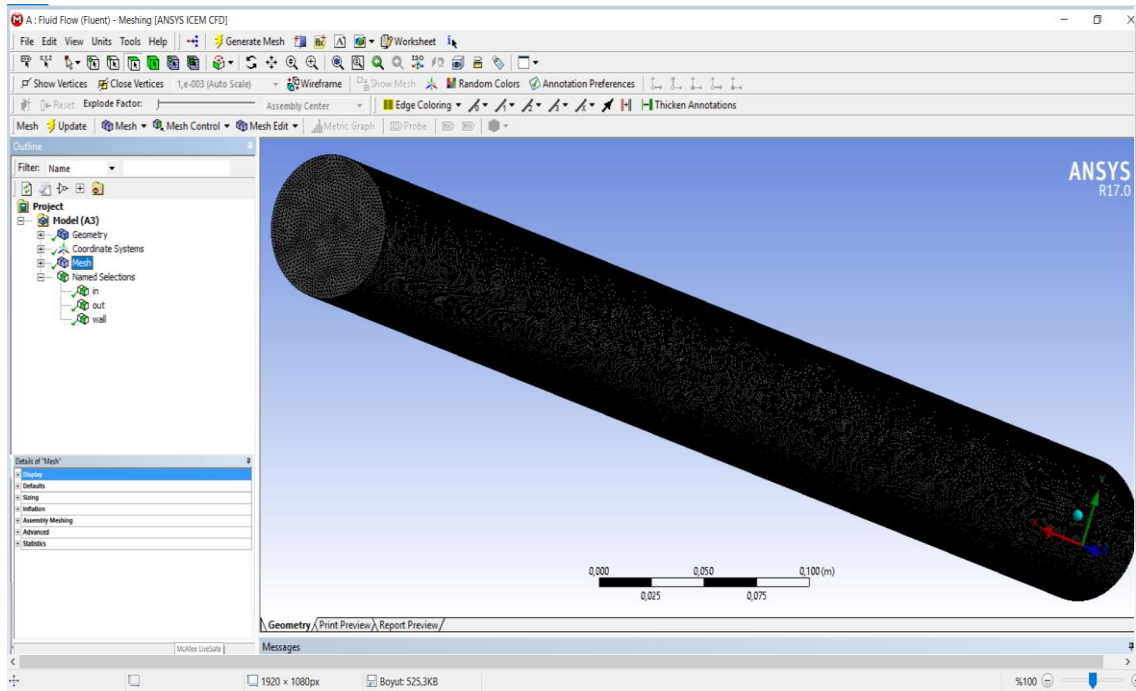 A : Fluid Flow (Fluent) - Meshing [ANSYS ICEM CFD]
File Edit View Units Tools Help Generate Mesh A Worksheet
Show Vertices Close Vertices 1,e-003 (Auto Scale) Wireframe Show Mesh Random Colors Annotation Preferences
Reset Explode Factor: Assembly Center Edge Coloring Thicken Annotations
Mesh Update Mesh Mesh Control Mesh Edit Metric Graph Probe
Outline
Filter: Name
Project
Model (A3)
Geometry
Coordinate Systems
Mesh
Named Selections
in
out
wall
ANSYS
R17.0
Details of "Mesh"
Display
Defaults
Sizing
Inflation
Assembly Meshing
Advanced
Statistics
0,000 0,050 0,100 (m)
0,025 0,075
Geometry Print Preview Report Preview
McAfee LiveSafe
Messages
1920 × 1080px Boyut: 525,3KB %100